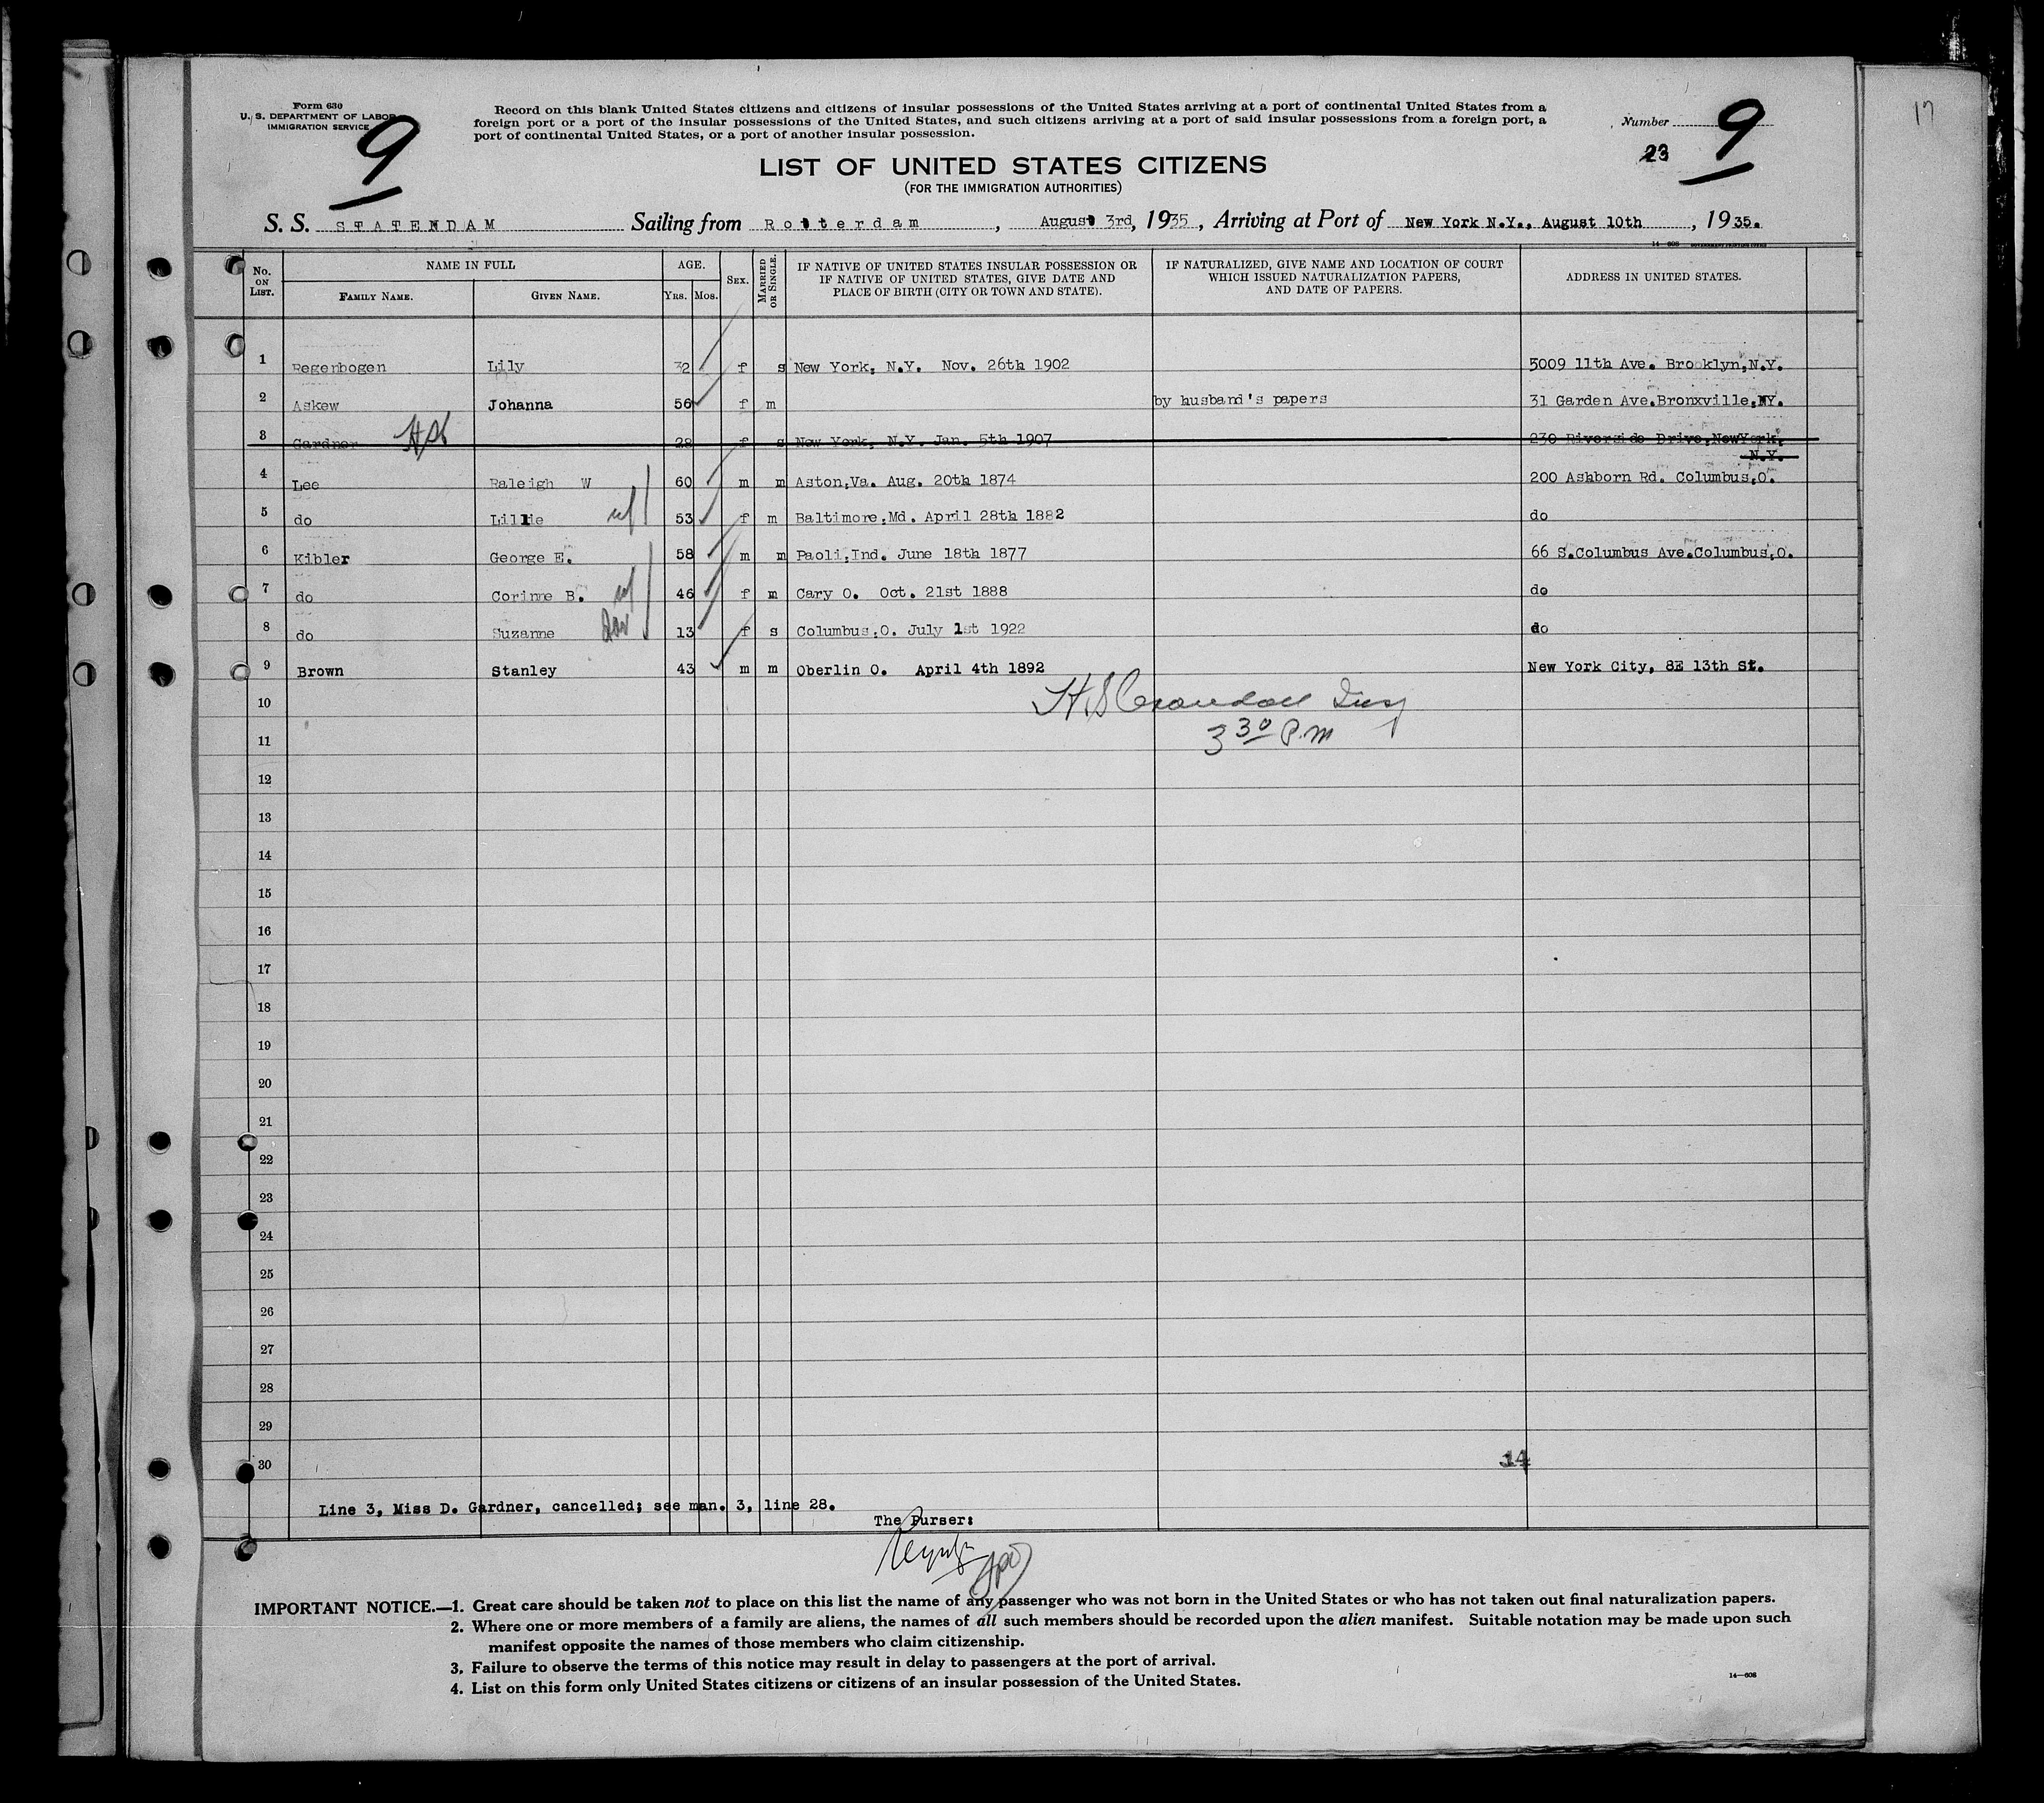 17
Form 630
U. S. DEPARTMENT OF LABOR
IMMIGRATION SERVICE
9
Record on this blank United States citizens and citizens of insular possessions of the United States arriving at a port of continental United States from a
foreign port or a port of the insular possessions of the United States, and such citizens arriving at a port of said insular possessions from a foreign port, a
port of continental United States, or a port of another insular possession.
Number 9
23
LIST OF UNITED STATES CITIZENS
(FOR THE IMMIGRATION AUTHORITIES)
S. S. STATENDAM Sailing from Rotterdam, August 3rd, 1935, Arriving at Port of New York N.Y., August 10th, 1935.
14-608 GOVERNMENT PRINTING OFFICE
No. ON LIST. NAME IN FULL FAMILY NAME. GIVEN NAME. AGE. YRS. MOS. SEX. MARRIED OR SINGLE. IF NATIVE OF UNITED STATES INSULAR POSSESSION OR IF NATIVE OF UNITED STATES, GIVE DATE AND PLACE OF BIRTH (CITY OR TOWN AND STATE). IF NATURALIZED, GIVE NAME AND LOCATION OF COURT WHICH ISSUED NATURALIZATION PAPERS, AND DATE OF PAPERS. ADDRESS IN UNITED STATES.
1 Regenbogen Lily 32 f s New York, N.Y. Nov. 26th 1902 5009 11th Ave. Brooklyn,N.Y.
2 Askew Johanna 56 f m by husband's papers 31 Garden Ave.Bronxville,NY.
3 Gardner 28 f s New York, N.Y. Jan. 5th 1907 230 Riverside Drive,NewYork,
N.Y.
4 Lee Raleigh W 60 m m Aston,Va. Aug. 20th 1874 200 Ashborn Rd. Columbus,O.
5 do Lillie wf 53 f m Baltimore,Md. April 28th 1882 do
6 Kibler George E. 58 m m Paoli,Ind. June 18th 1877 66 S.Columbus Ave.Columbus,O.
7 do Corinne B. wf 46 f m Cary O. Oct. 21st 1888 do
8 do Suzanne dau 13 f s Columbus,O. July 1st 1922 do
9 Brown Stanley 43 m m Oberlin O. April 4th 1892 New York City, 8E 13th St.
10
H.S. Crandall Insp
11
3 30 P.m
12
13
14
15
16
17
18
19
20
21
22
23
24
25
26
27
28
29
30
14
Line 3, Miss D. Gardner, cancelled; see man. 3, line 28.
The Purser:
IMPORTANT NOTICE.—1. Great care should be taken not to place on this list the name of any passenger who was not born in the United States or who has not taken out final naturalization papers.
2. Where one or more members of a family are aliens, the names of all such members should be recorded upon the alien manifest. Suitable notation may be made upon such
manifest opposite the names of those members who claim citizenship.
3. Failure to observe the terms of this notice may result in delay to passengers at the port of arrival.
4. List on this form only United States citizens or citizens of an insular possession of the United States.
14—608